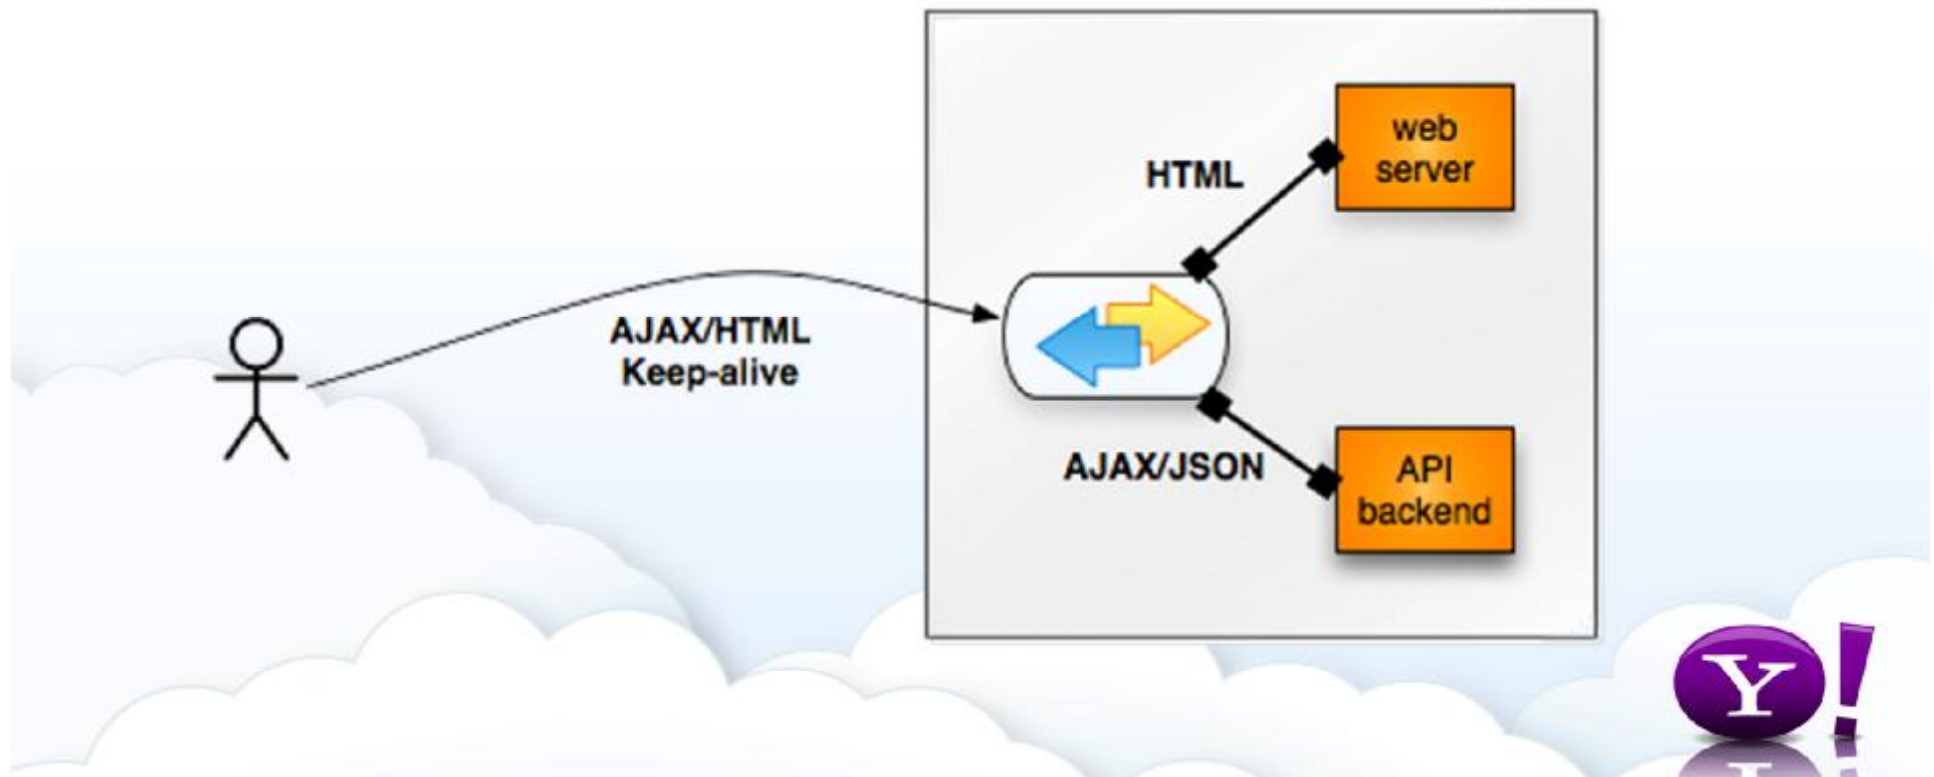 web
server
HTML
AJAX/HTML
Keep-alive
AJAX/JSON
API
backend
Y!